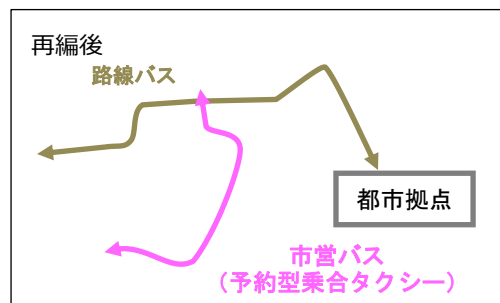 再編後
路線バス
都市拠点
市営バス
（予約型乗合タクシー）